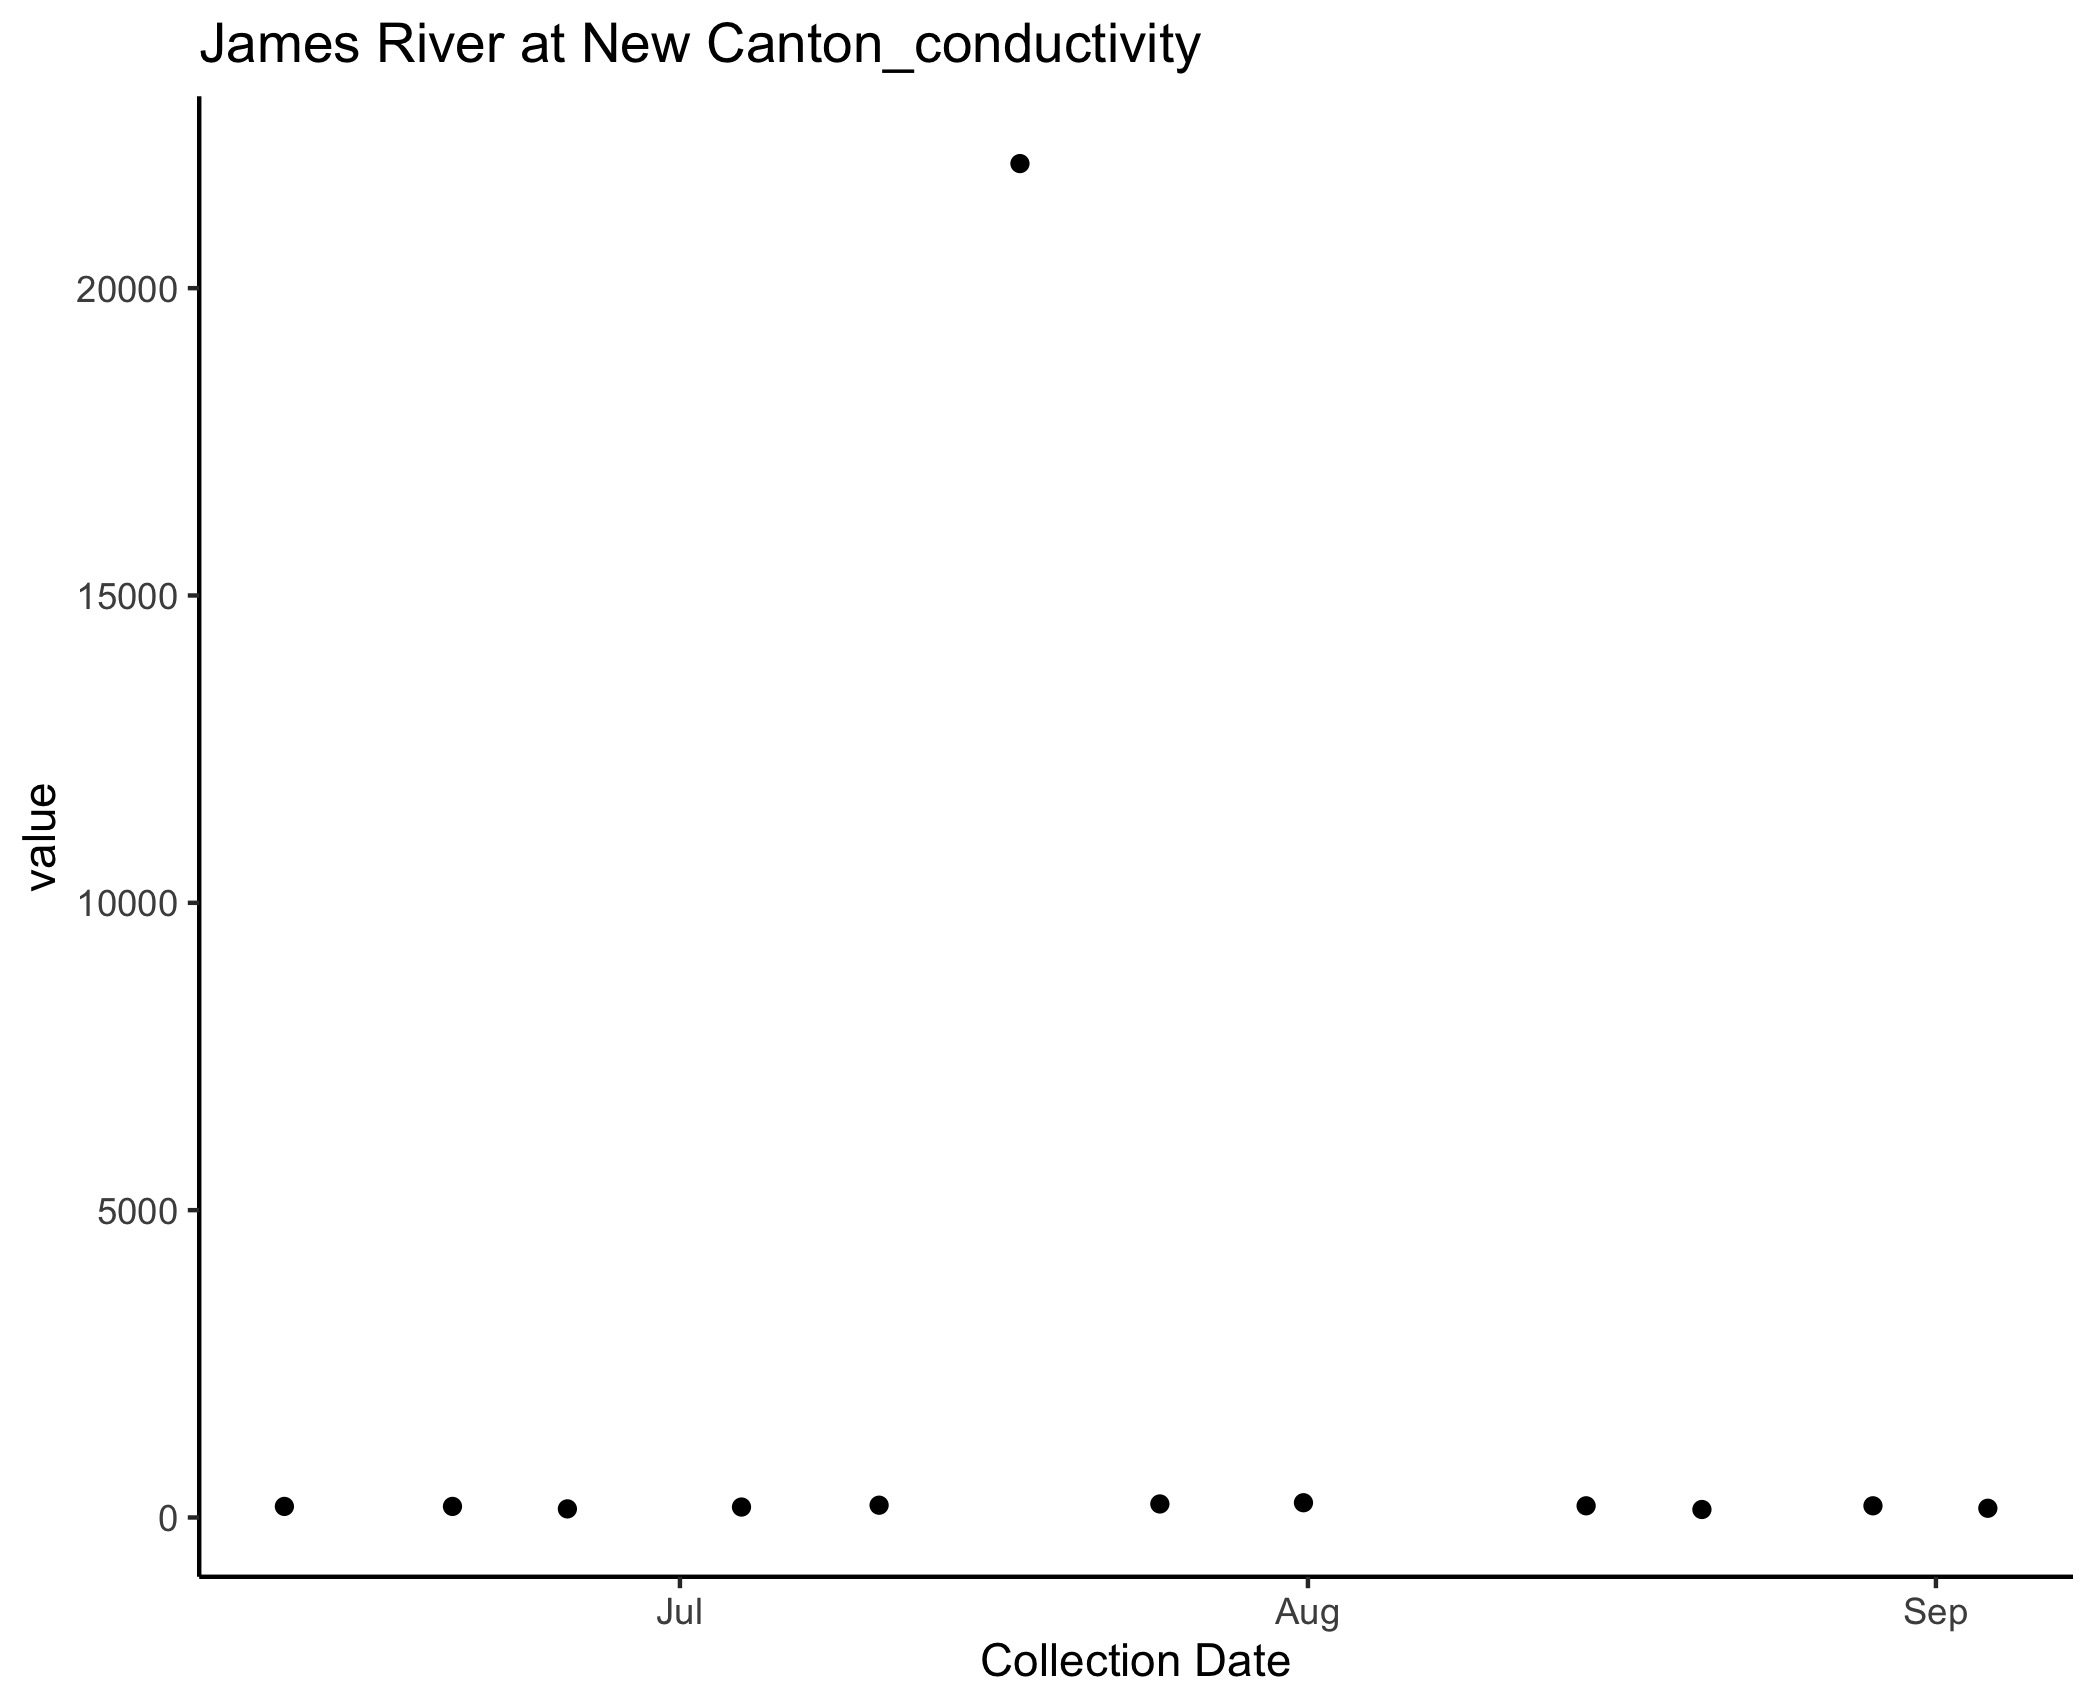 James River at New Canton_conductivity
20000
15000
10000
5000
0
value
Jul Aug Sep
Collection Date